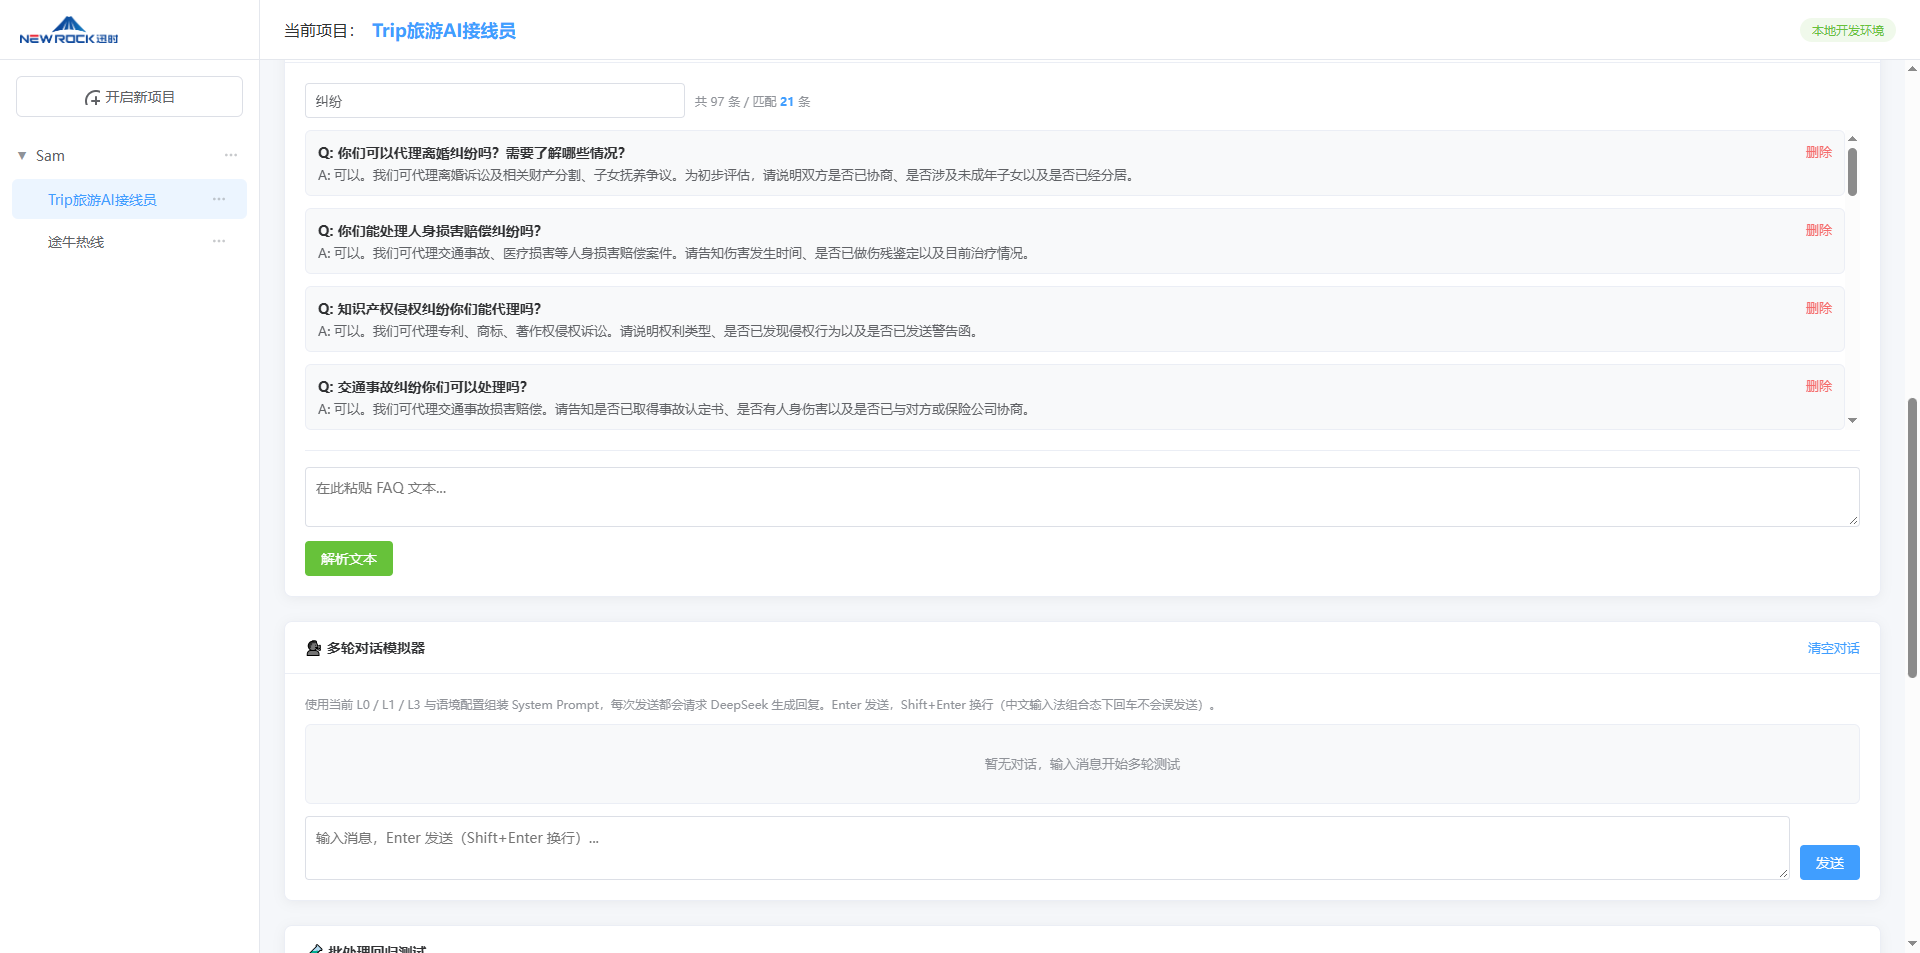 NEWROCK迅时
当前项目： Trip旅游AI接线员
本地开发环境
开启新项目
Sam
Trip旅游AI接线员
途牛热线
纠纷
共 97 条 / 匹配 21 条
Q: 你们可以代理离婚纠纷吗？需要了解哪些情况？
删除
A: 可以。我们可代理离婚诉讼及相关财产分割、子女抚养争议。为初步评估，请说明双方是否已协商、是否涉及未成年子女以及是否已经分居。
Q: 你们能处理人身损害赔偿纠纷吗？
删除
A: 可以。我们可代理交通事故、医疗损害等人身损害赔偿案件。请告知伤害发生时间、是否已做伤残鉴定以及目前治疗情况。
Q: 知识产权侵权纠纷你们能代理吗？
删除
A: 可以。我们可代理专利、商标、著作权侵权诉讼。请说明权利类型、是否已发现侵权行为以及是否已发送警告函。
Q: 交通事故纠纷你们可以处理吗？
删除
A: 可以。我们可代理交通事故损害赔偿。请告知是否已取得事故认定书、是否有人身伤害以及是否已与对方或保险公司协商。
在此粘贴 FAQ 文本...
解析文本
多轮对话模拟器
清空对话
使用当前 L0 / L1 / L3 与语境配置组装 System Prompt，每次发送都会请求 DeepSeek 生成回复。Enter 发送，Shift+Enter 换行（中文输入法组合态下回车不会误发送）。
暂无对话，输入消息开始多轮测试
输入消息，Enter 发送（Shift+Enter 换行）...
发送
批处理回归测试